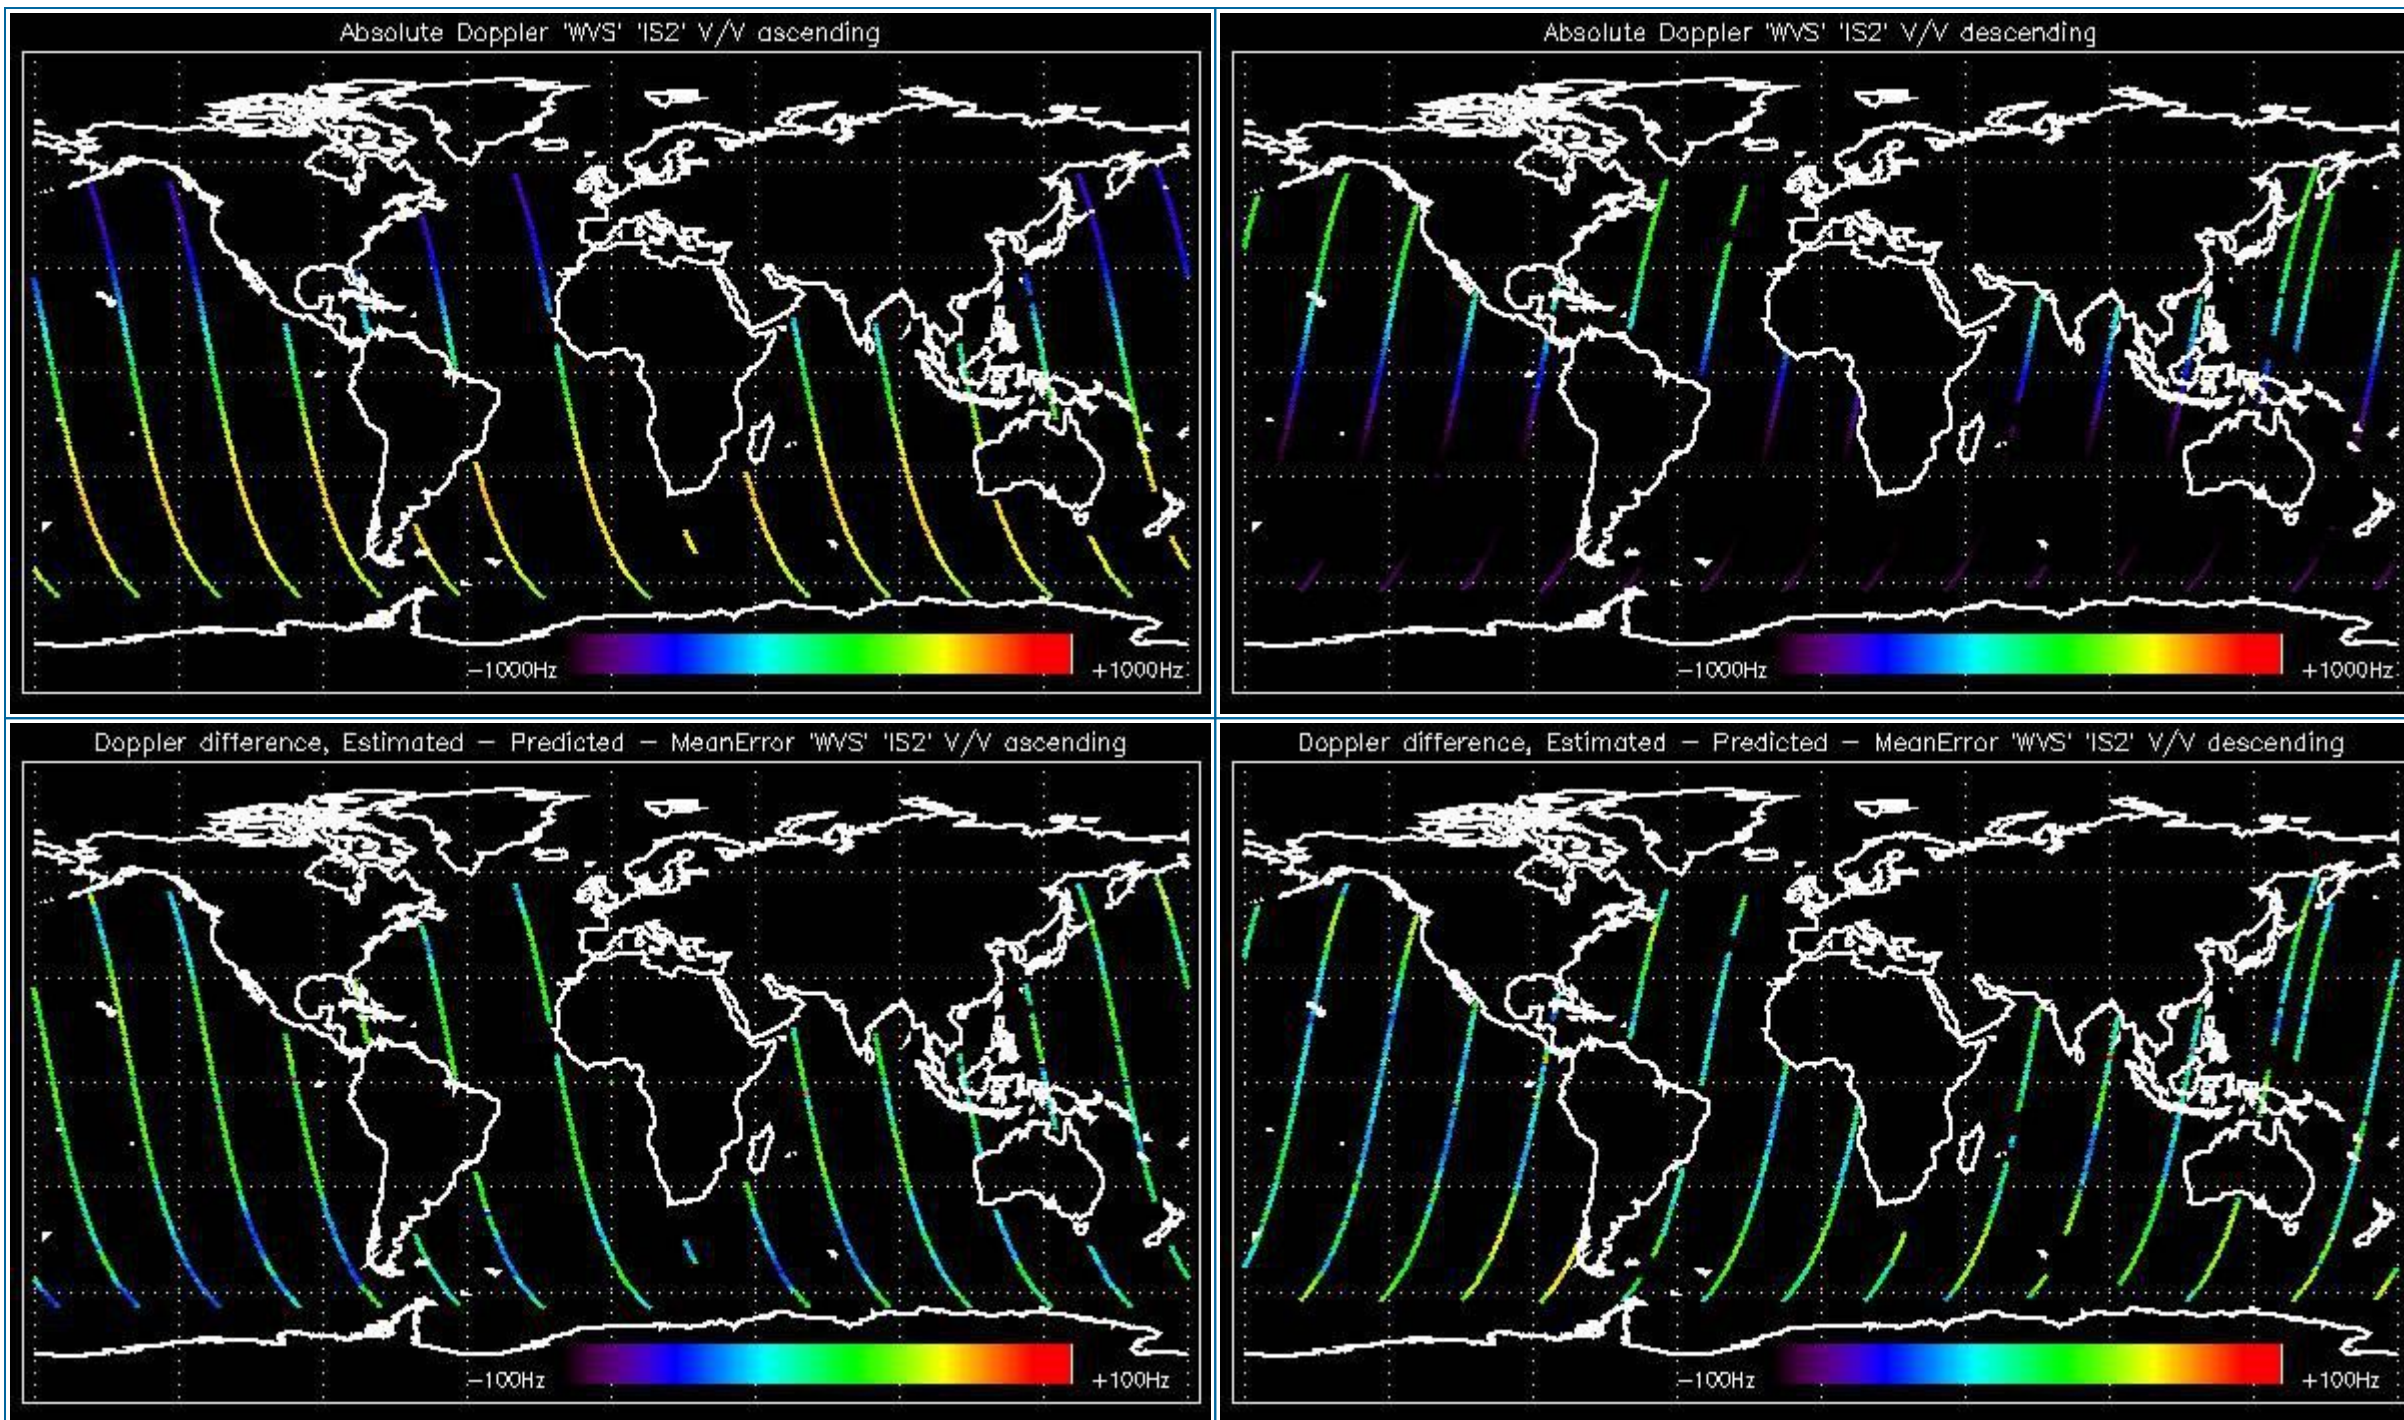 Absolute Doppler 'WVS' 'IS2' V/V ascending
-1000Hz
+1000Hz
Absolute Doppler 'WVS' 'IS2' V/V descending
-1000Hz
+1000Hz
Doppler difference, Estimated - Predicted - MeanError 'WVS' 'IS2' V/V ascending
-100Hz
+100Hz
Doppler difference, Estimated - Predicted - MeanError 'WVS' 'IS2' V/V descending
-100Hz
+100Hz